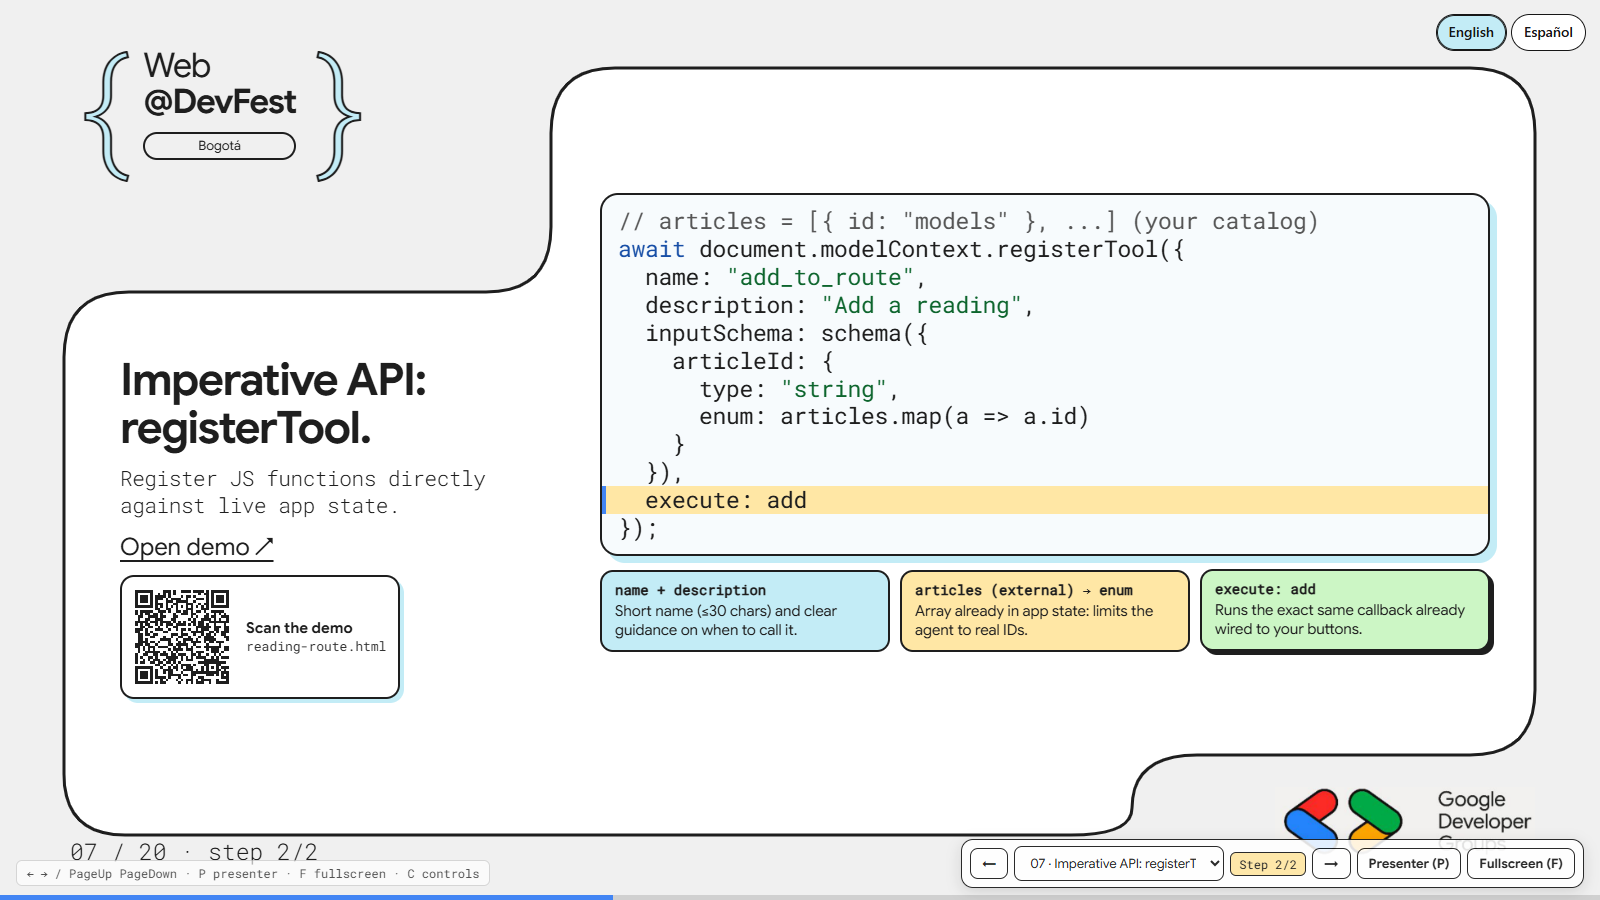 English
Español
Web
@DevFest
Bogotá
// articles = [{ id: "models" }, ...] (your catalog)
await document.modelContext.registerTool({
  name: "add_to_route",
  description: "Add a reading",
  inputSchema: schema({
    articleId: {
      type: "string",
      enum: articles.map(a => a.id)
    }
  }),
  execute: add
});
Imperative API:
registerTool.
Register JS functions directly
against live app state.
Open demo ↗
Scan the demo
reading-route.html
name + description
Short name (≤30 chars) and clear
guidance on when to call it.
articles (external) → enum
Array already in app state: limits the
agent to real IDs.
execute: add
Runs the exact same callback already
wired to your buttons.
Google
Developer
Groups
07 / 20 · step 2/2
← → / PageUp PageDown · P presenter · F fullscreen · C controls
←
07 · Imperative API: registerT
Step 2/2
→
Presenter (P)
Fullscreen (F)